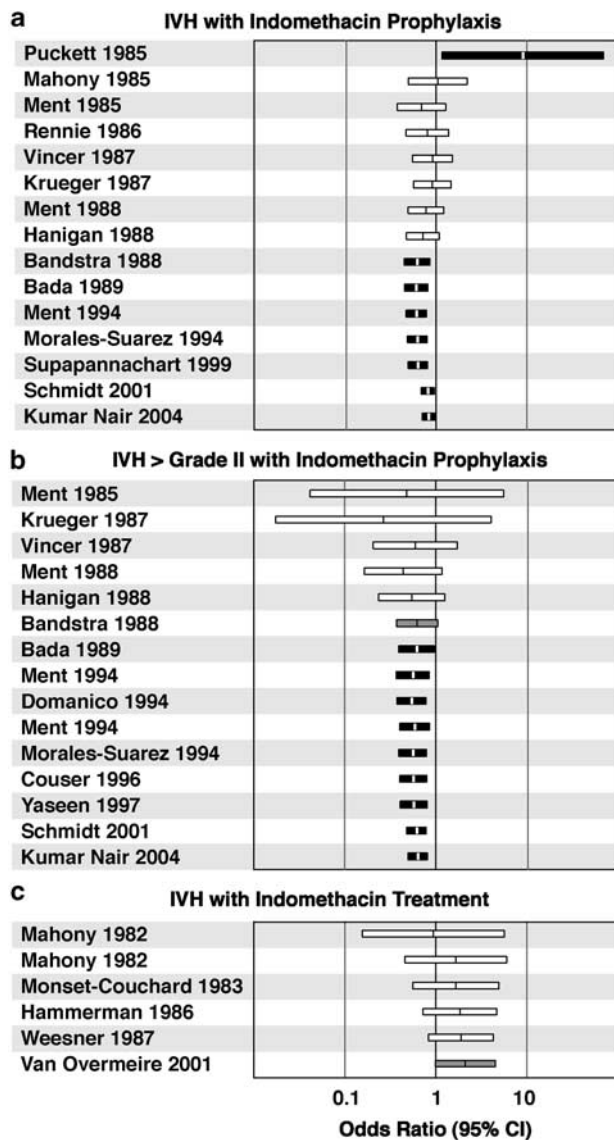 a IVH with Indomethacin Prophylaxis
Puckett 1985
Mahony 1985
Ment 1985
Rennie 1986
Vincer 1987
Krueger 1987
Ment 1988
Hanigan 1988
Bandstra 1988
Bada 1989
Ment 1994
Morales-Suarez 1994
Supapannachart 1999
Schmidt 2001
Kumar Nair 2004
b IVH > Grade II with Indomethacin Prophylaxis
Ment 1985
Krueger 1987
Vincer 1987
Ment 1988
Hanigan 1988
Bandstra 1988
Bada 1989
Ment 1994
Domanico 1994
Ment 1994
Morales-Suarez 1994
Couser 1996
Yaseen 1997
Schmidt 2001
Kumar Nair 2004
c IVH with Indomethacin Treatment
Mahony 1982
Mahony 1982
Monset-Couchard 1983
Hammerman 1986
Weesner 1987
Van Overmeire 2001
0.1 1 10
Odds Ratio (95% CI)